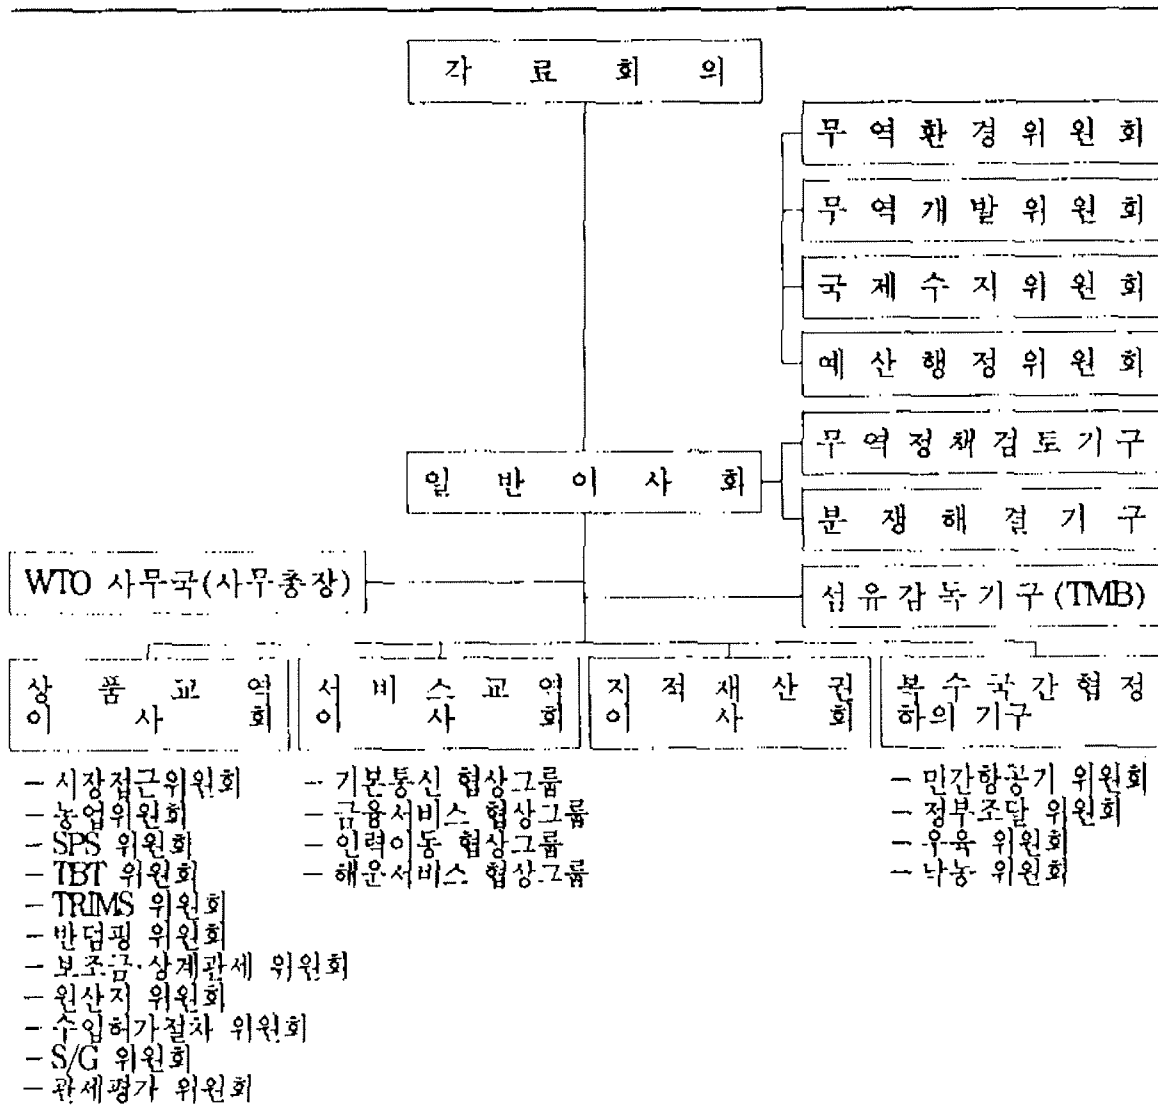 각 료 회 의
무 역 환 경 위 원 회
무 역 개 발 위 원 회
국 제 수 지 위 원 회
예 산 행 정 위 원 회
무 역 정 책 검 토 기 구
일 반 이 사 회
분 쟁 해 결 기 구
WTO 사무국(사무총장)
섬유감독기구(TMB)
상 품 교 역
이 사 회
서 비 스 교 역
이 사 회
지 적 재 산 권
이 사 회
복 수 국 간 협 정
하의 기구
- 시장접근위원회
- 농업위원회
- SPS 위원회
- TBT 위원회
- TRIMS 위원회
- 반덤핑 위원회
- 보조금·상계관세 위원회
- 원산지 위원회
- 수입허가절차 위원회
- S/G 위원회
- 관세평가 위원회
- 기본통신 협상그룹
- 금융서비스 협상그룹
- 인력이동 협상그룹
- 해운서비스 협상그룹
- 민간항공기 위원회
- 정부조달 위원회
- 우육 위원회
- 낙농 위원회